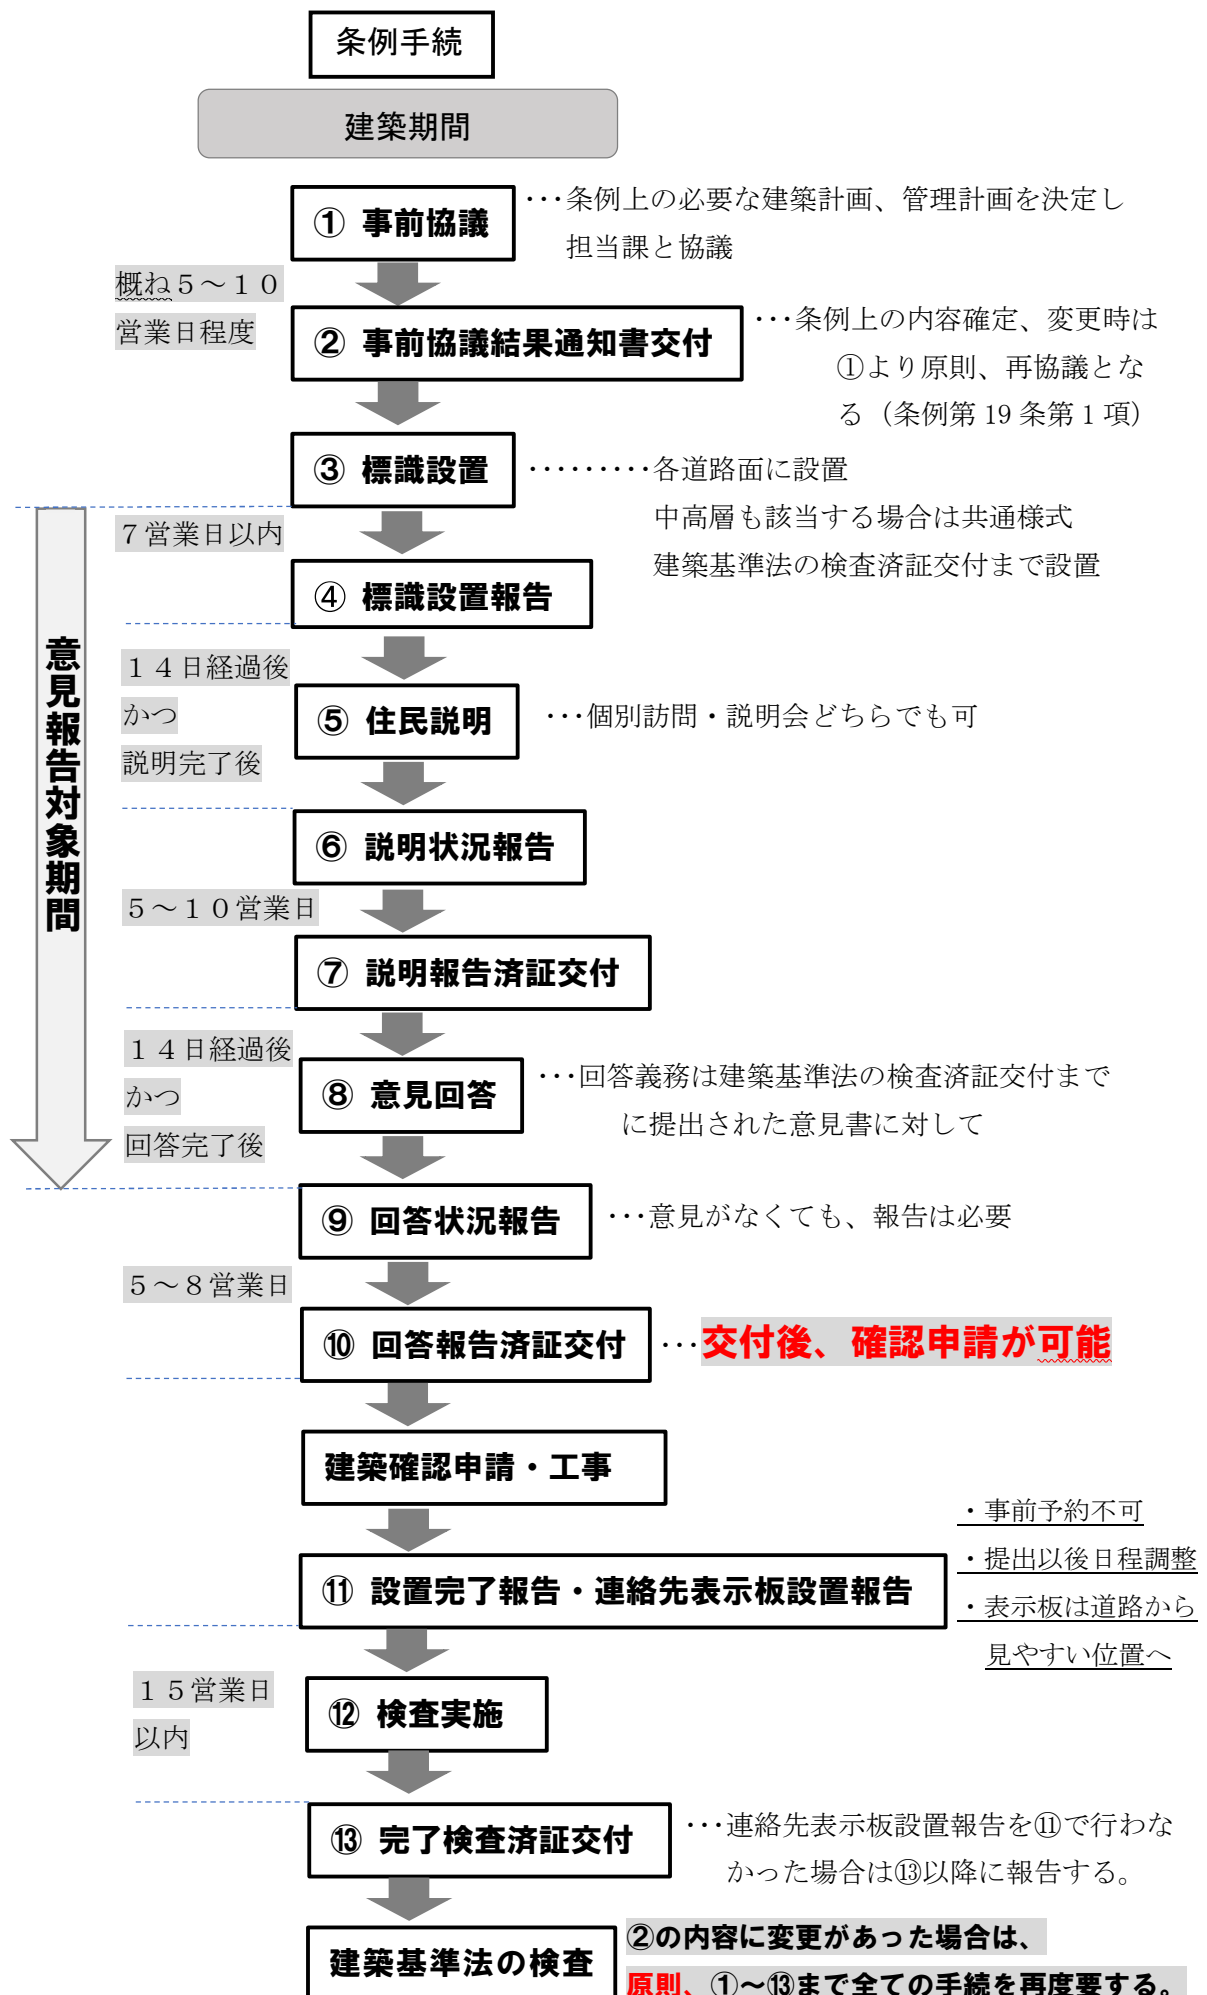 条例手続
建築期間
① 事前協議
･･･条例上の必要な建築計画、管理計画を決定し
担当課と協議
概ね５～１０
営業日程度
② 事前協議結果通知書交付
･･･条例上の内容確定、変更時は
①より原則、再協議とな
る（条例第 19 条第 1 項）
③ 標識設置
･････････各道路面に設置
中高層も該当する場合は共通様式
建築基準法の検査済証交付まで設置
７営業日以内
④ 標識設置報告
意見報告対象期間
１４日経過後
かつ
説明完了後
⑤ 住民説明
･･･個別訪問・説明会どちらでも可
⑥ 説明状況報告
５～１０営業日
⑦ 説明報告済証交付
１４日経過後
かつ
回答完了後
⑧ 意見回答
･･･回答義務は建築基準法の検査済証交付まで
に提出された意見書に対して
⑨ 回答状況報告
･･･意見がなくても、報告は必要
５～８営業日
⑩ 回答報告済証交付
･･･交付後、確認申請が可能
建築確認申請・工事
・事前予約不可
・提出以後日程調整
・表示板は道路から
見やすい位置へ
⑪ 設置完了報告・連絡先表示板設置報告
１５営業日
以内
⑫ 検査実施
⑬ 完了検査済証交付
･･･連絡先表示板設置報告を⑪で行わな
かった場合は⑬以降に報告する。
建築基準法の検査
②の内容に変更があった場合は、
原則、①～⑬まで全ての手続を再度要する。